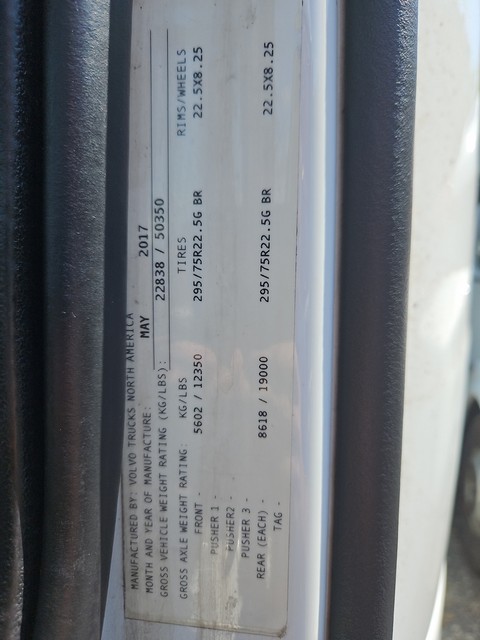 MANUFACTURED BY: VOLVO TRUCKS NORTH AMERICA
MONTH AND YEAR OF MANUFACTURE: MAY 2017
GROSS VEHICLE WEIGHT RATING (KG/LBS): 22838 / 50350
GROSS AXLE WEIGHT RATING: KG/LBS TIRES RIMS/WHEELS
FRONT - 5602 / 12350 295/75R22.5G BR 22.5X8.25
PUSHER 1 -
PUSHER2 -
PUSHER 3 -
REAR (EACH) - 8618 / 19000 295/75R22.5G BR 22.5X8.25
TAG -